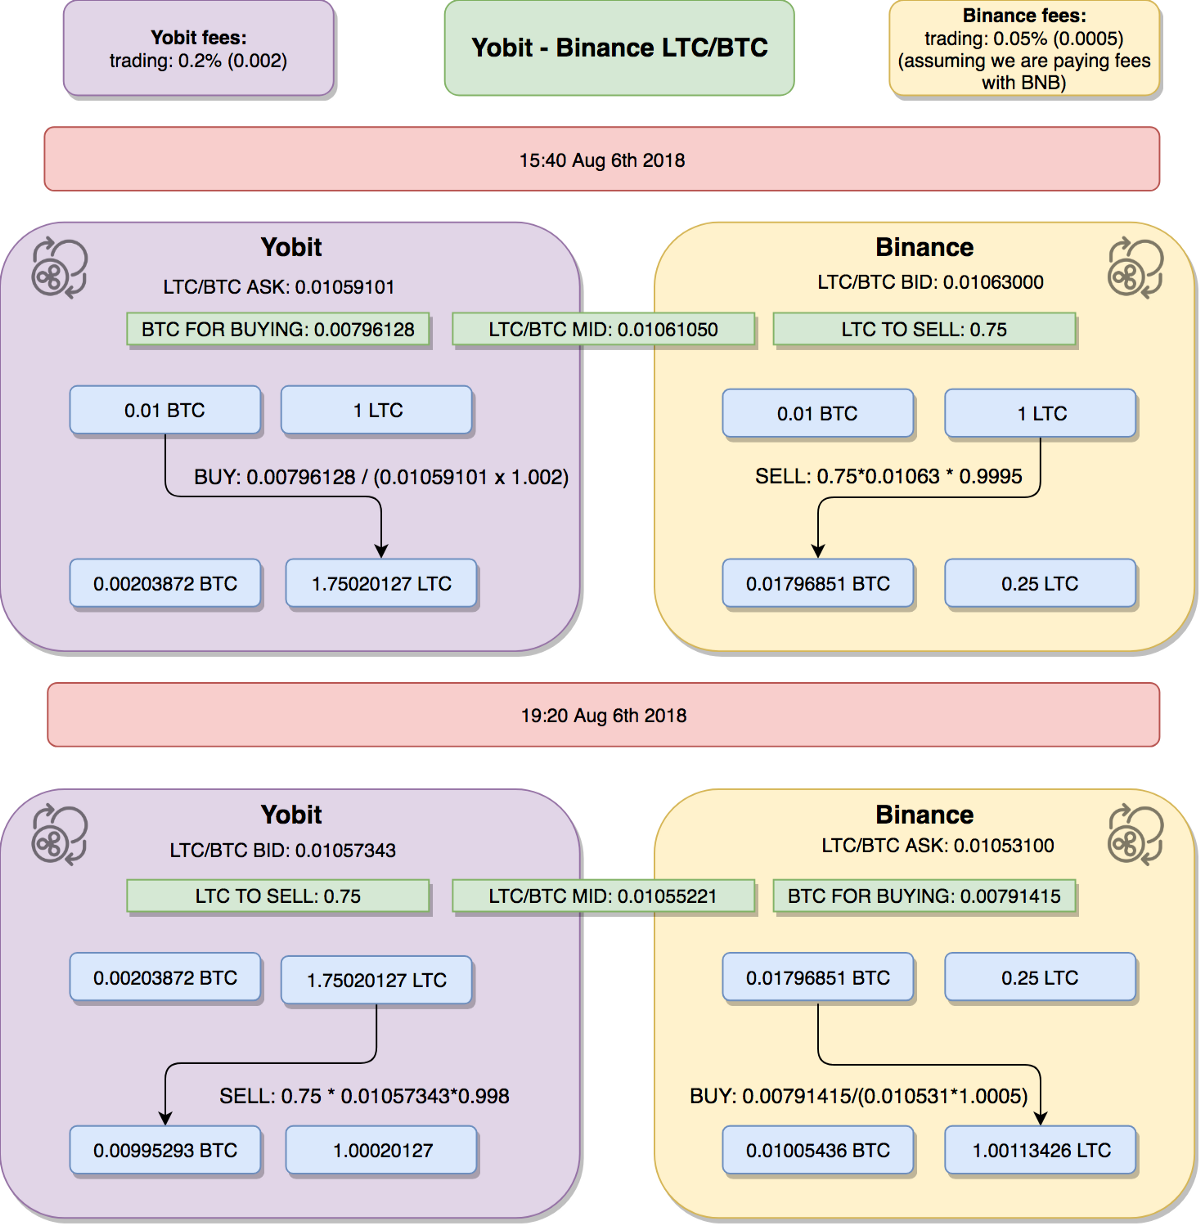 Yobit fees:
trading: 0.2% (0.002)
Yobit - Binance LTC/BTC
Binance fees:
trading: 0.05% (0.0005)
(assuming we are paying fees
with BNB)
15:40 Aug 6th 2018
Yobit
LTC/BTC ASK: 0.01059101
Binance
LTC/BTC BID: 0.01063000
BTC FOR BUYING: 0.00796128
LTC/BTC MID: 0.01061050
LTC TO SELL: 0.75
0.01 BTC
1 LTC
0.01 BTC
1 LTC
BUY: 0.00796128 / (0.01059101 x 1.002)
SELL: 0.75*0.01063 * 0.9995
0.00203872 BTC
1.75020127 LTC
0.01796851 BTC
0.25 LTC
19:20 Aug 6th 2018
Yobit
LTC/BTC BID: 0.01057343
Binance
LTC/BTC ASK: 0.01053100
LTC TO SELL: 0.75
LTC/BTC MID: 0.01055221
BTC FOR BUYING: 0.00791415
0.00203872 BTC
1.75020127 LTC
0.01796851 BTC
0.25 LTC
SELL: 0.75 * 0.01057343*0.998
BUY: 0.00791415/(0.010531*1.0005)
0.00995293 BTC
1.00020127
0.01005436 BTC
1.00113426 LTC